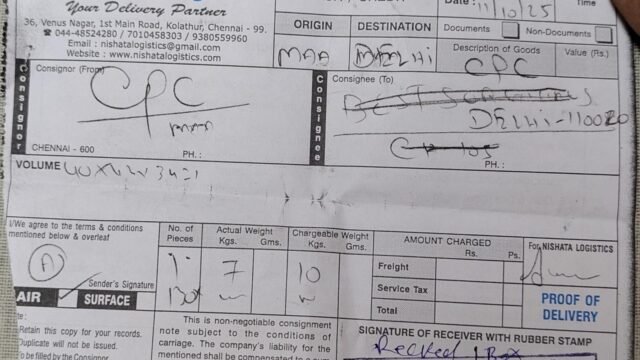 Your Delivery Partner
36, Venus Nagar, 1st Main Road, Kolathur, Chennai - 99.
044-48524280 / 7010458303 / 9380559960
Email : nishatalogistics@gmail.com
Website : www.nishatalogistics.com
ORIGIN DESTINATION
MAA DELHI
Date : 11/10/25 Time
Documents Non-Documents
Description of Goods Value (Rs.)
CPC
Consignor
Consignor (From)
CPC
CHENNAI - 600 PH. :
Consignee
Consignee (To)
DELHI-110020
PH. :
VOLUME
I/We agree to the terms & conditions
mentioned below & overleaf
Sender's Signature
AIR SURFACE
No. of Pieces
1
Box
Actual Weight
Kgs. Gms.
7
Chargeable Weight
Kgs. Gms.
10
AMOUNT CHARGED
Rs. Ps.
Freight
Service Tax
Total
For NISHATA LOGISTICS
PROOF OF
DELIVERY
Retain this copy for your records.
Duplicate will not be issued.
be filled by the Consignor
This is non-negotiable consignment
note subject to the conditions of
carriage. The company's liability for the
SIGNATURE OF RECEIVER WITH RUBBER STAMP
Recived 1 Box